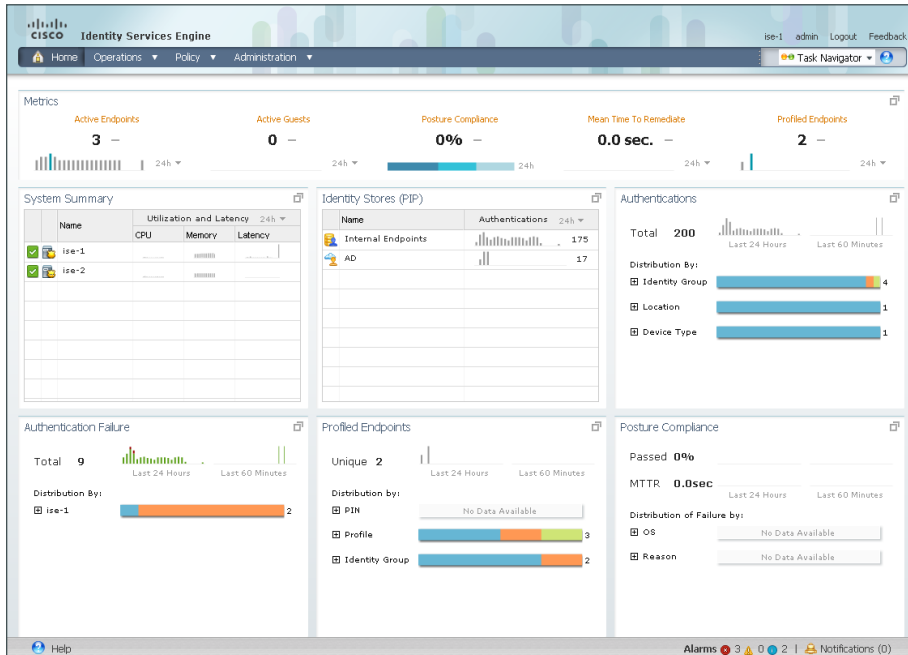 CISCO Identity Services Engine
ise-1 admin Logout Feedback
Home Operations Policy Administration
Task Navigator
Metrics
Active Endpoints
3
24h
Active Guests
0
24h
Posture Compliance
0%
24h
Mean Time To Remediate
0.0 sec.
24h
Profiled Endpoints
2
24h
System Summary
Name Utilization and Latency 24h
CPU Memory Latency
ise-1
ise-2
Identity Stores (PIP)
Name Authentications 24h
Internal Endpoints 175
AD 17
Authentications
Total 200
Last 24 Hours Last 60 Minutes
Distribution By:
Identity Group 4
Location 1
Device Type 1
Authentication Failure
Total 9
Last 24 Hours Last 60 Minutes
Distribution By:
ise-1 2
Profiled Endpoints
Unique 2
Last 24 Hours Last 60 Minutes
Distribution by:
PIN No Data Available
Profile 3
Identity Group 2
Posture Compliance
Passed 0%
MTTR 0.0sec
Last 24 Hours Last 60 Minutes
Distribution of Failure by:
OS No Data Available
Reason No Data Available
Help
Alarms 3 0 2 | Notifications (0)